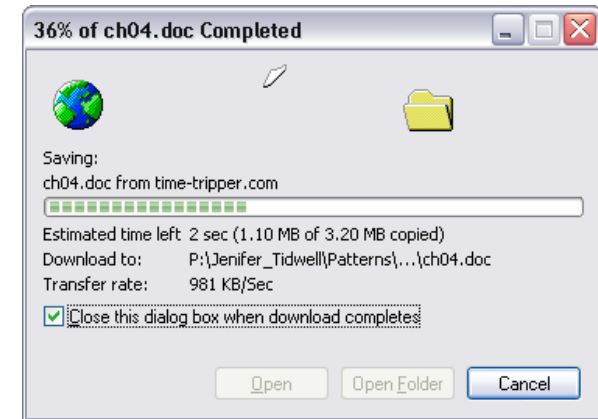 36% of ch04.doc Completed
Saving:
ch04.doc from time-tripper.com
Estimated time left 2 sec (1.10 MB of 3.20 MB copied)
Download to: P:\Jenifer_Tidwell\Patterns\...\ch04.doc
Transfer rate: 981 KB/Sec
Close this dialog box when download completes
Open Open Folder Cancel